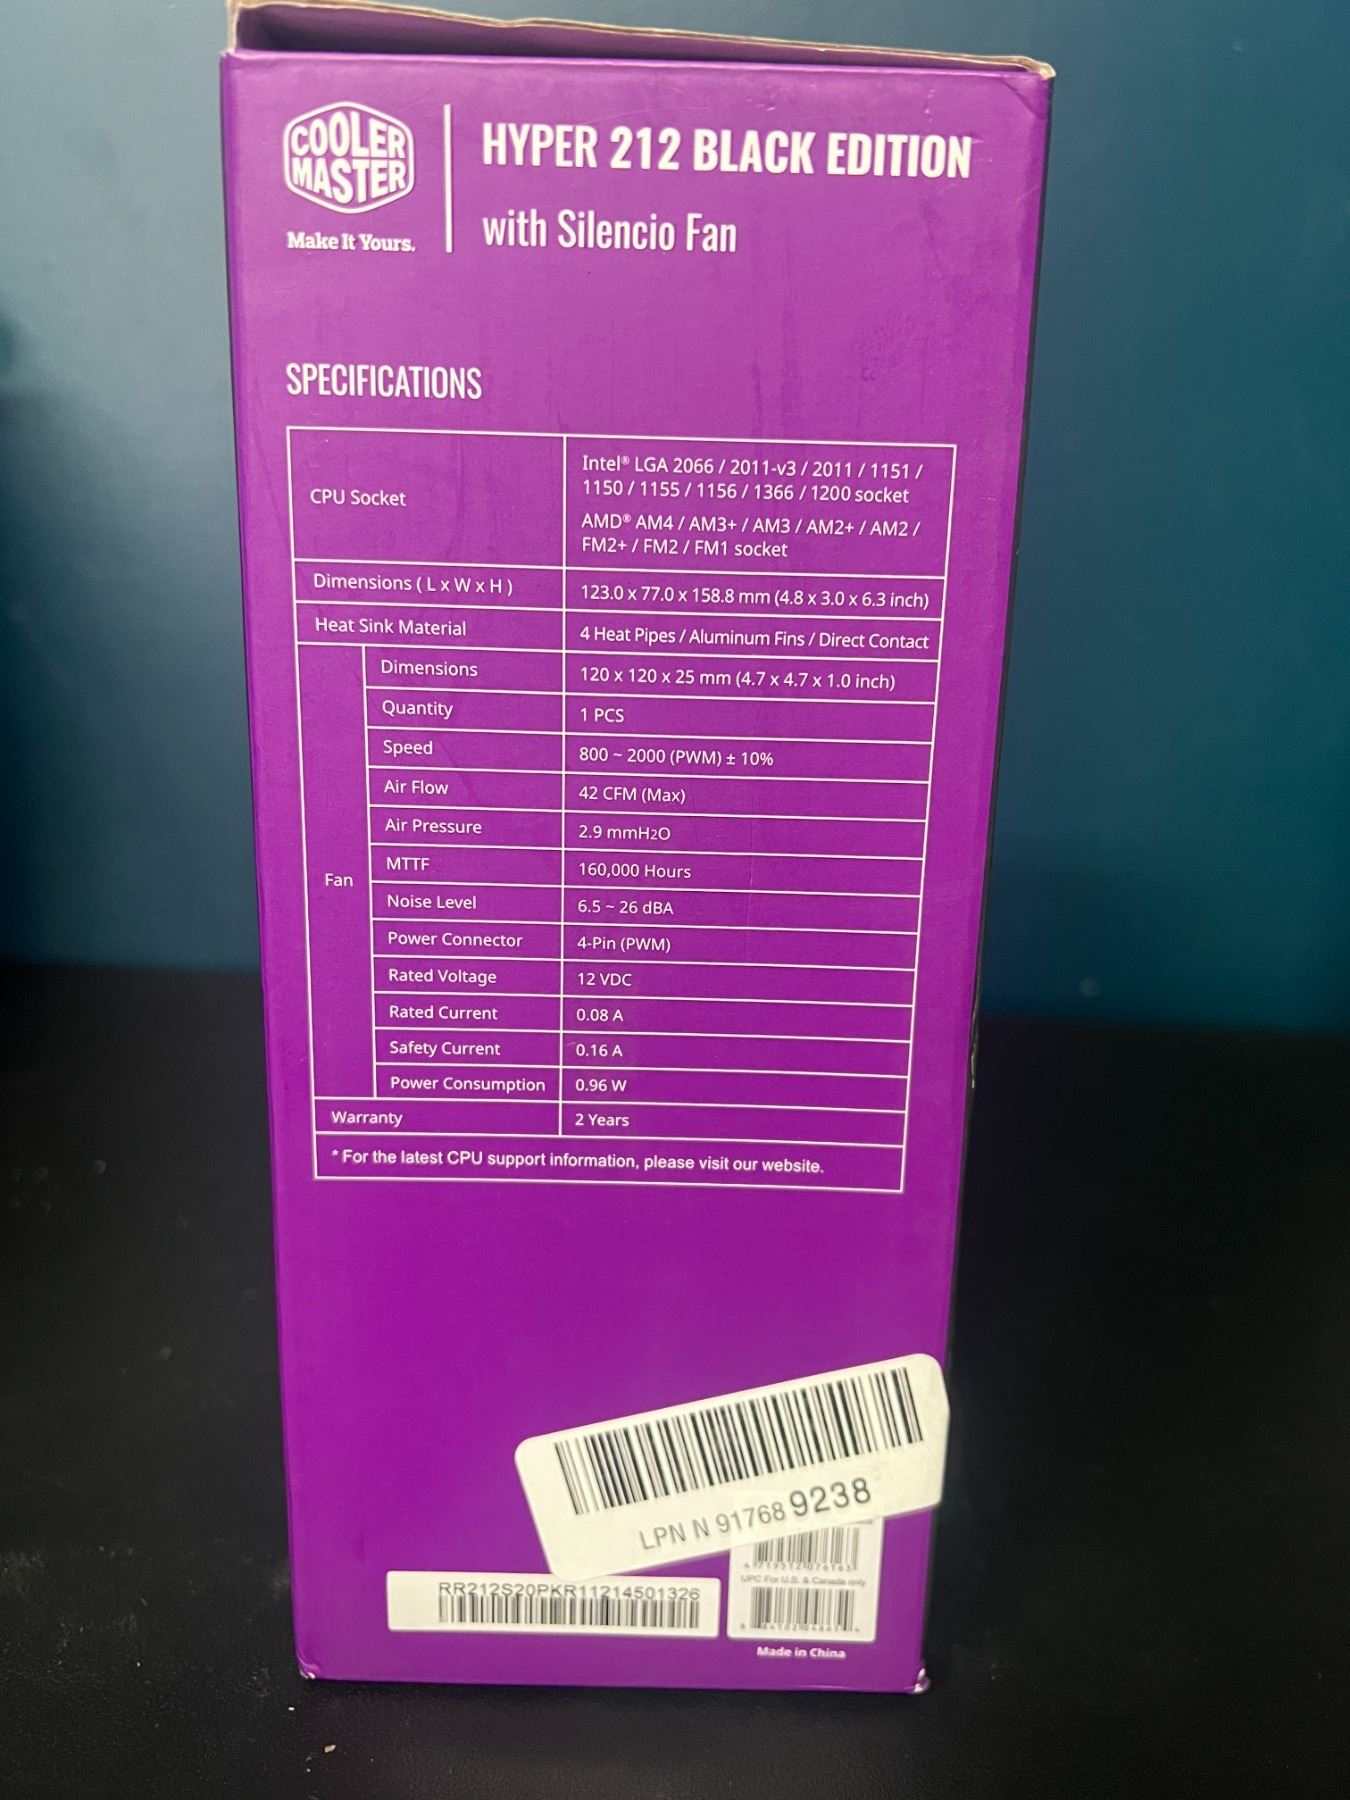 COOLER
MASTER
Make It Yours.
HYPER 212 BLACK EDITION
with Silencio Fan
SPECIFICATIONS
CPU Socket
Intel® LGA 2066 / 2011-v3 / 2011 / 1151 /
1150 / 1155 / 1156 / 1366 / 1200 socket
AMD® AM4 / AM3+ / AM3 / AM2+ / AM2 /
FM2+ / FM2 / FM1 socket
Dimensions ( L x W x H ) 123.0 x 77.0 x 158.8 mm (4.8 x 3.0 x 6.3 inch)
Heat Sink Material 4 Heat Pipes / Aluminum Fins / Direct Contact
Fan
Dimensions 120 x 120 x 25 mm (4.7 x 4.7 x 1.0 inch)
Quantity 1 PCS
Speed 800 ~ 2000 (PWM) ± 10%
Air Flow 42 CFM (Max)
Air Pressure 2.9 mmH2O
MTTF 160,000 Hours
Noise Level 6.5 ~ 26 dBA
Power Connector 4-Pin (PWM)
Rated Voltage 12 VDC
Rated Current 0.08 A
Safety Current 0.16 A
Power Consumption 0.96 W
Warranty 2 Years
* For the latest CPU support information, please visit our website.
LPN N 91768 9238
RR212S20PKR11214501326
UPC For U.S. & Canada only
Made in China